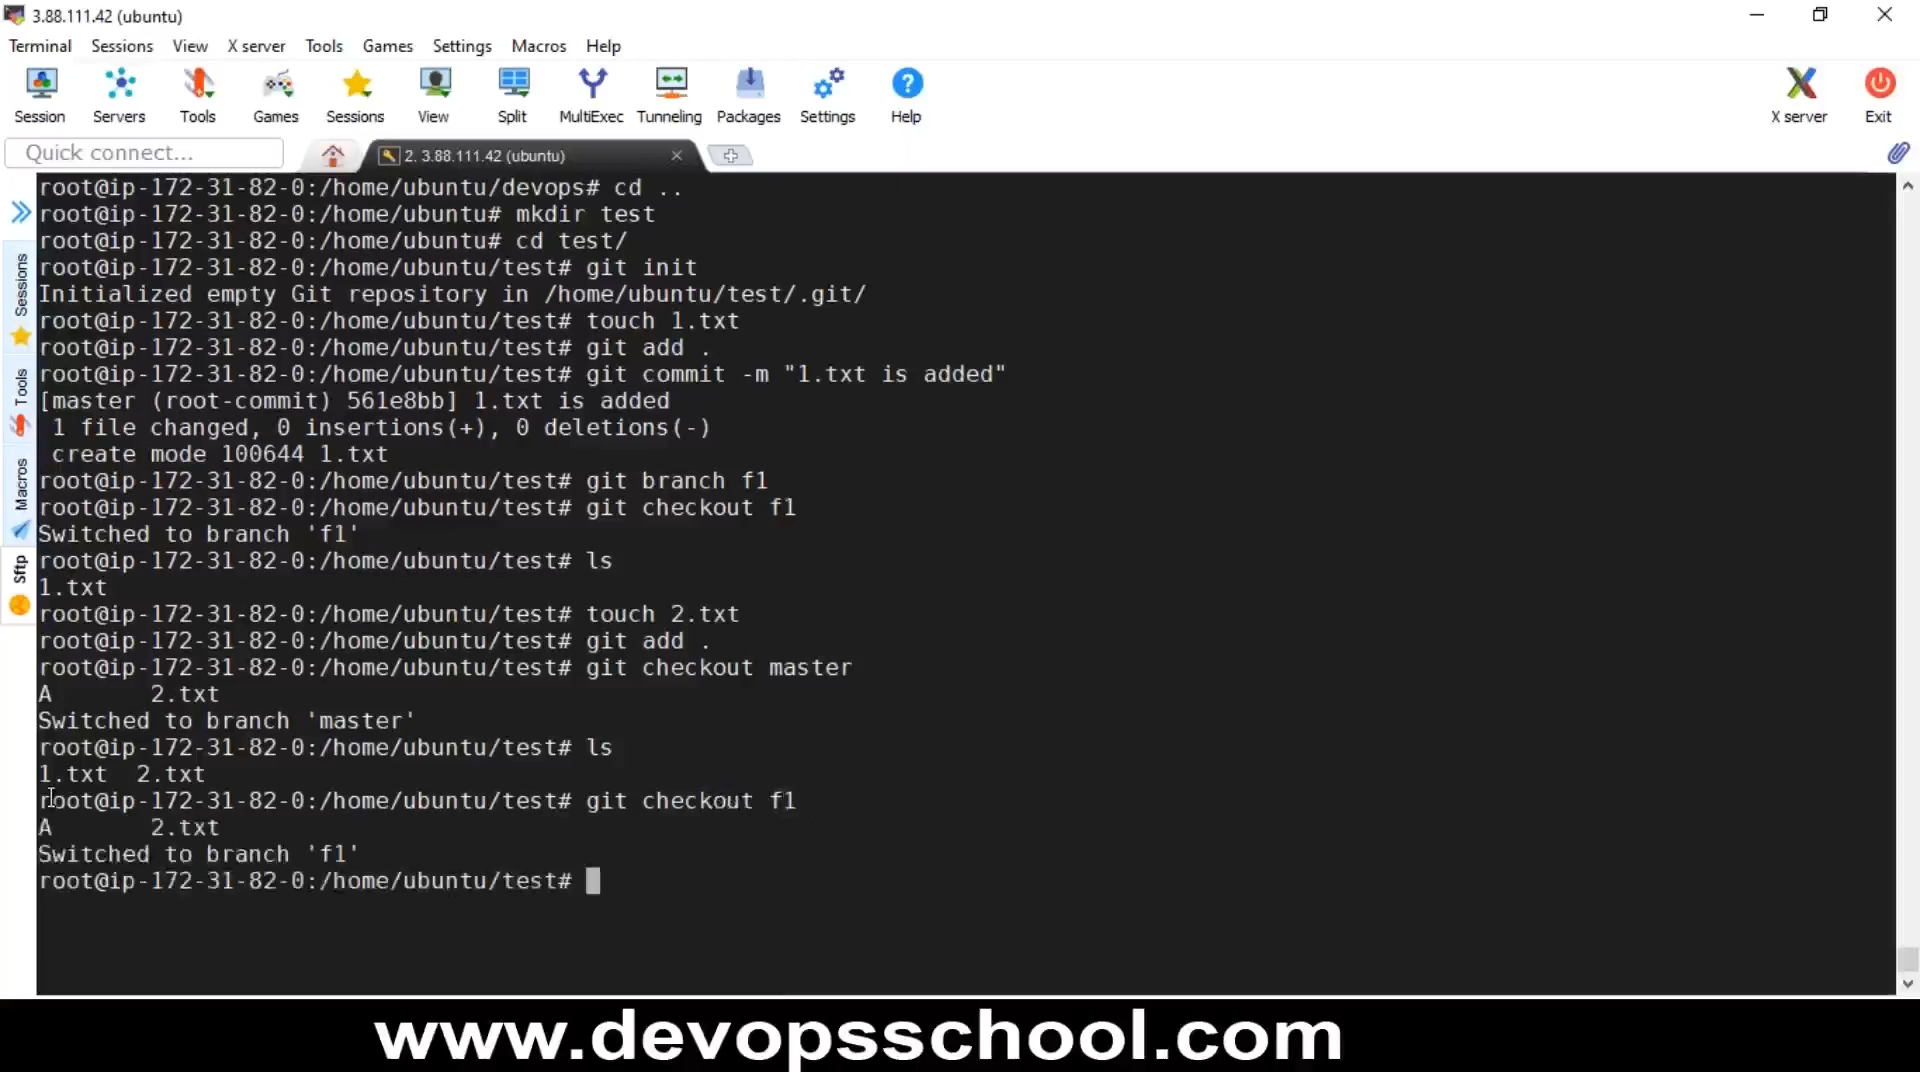 3.88.111.42 (ubuntu)
Terminal Sessions View X server Tools Games Settings Macros Help
Session Servers Tools Games Sessions View Split MultiExec Tunneling Packages Settings Help X server Exit
Quick connect...
2. 3.88.111.42 (ubuntu)
Sessions
Tools
Macros
Sftp
root@ip-172-31-82-0:/home/ubuntu/devops# cd ..
root@ip-172-31-82-0:/home/ubuntu# mkdir test
root@ip-172-31-82-0:/home/ubuntu# cd test/
root@ip-172-31-82-0:/home/ubuntu/test# git init
Initialized empty Git repository in /home/ubuntu/test/.git/
root@ip-172-31-82-0:/home/ubuntu/test# touch 1.txt
root@ip-172-31-82-0:/home/ubuntu/test# git add .
root@ip-172-31-82-0:/home/ubuntu/test# git commit -m "1.txt is added"
[master (root-commit) 561e8bb] 1.txt is added
 1 file changed, 0 insertions(+), 0 deletions(-)
 create mode 100644 1.txt
root@ip-172-31-82-0:/home/ubuntu/test# git branch f1
root@ip-172-31-82-0:/home/ubuntu/test# git checkout f1
Switched to branch 'f1'
root@ip-172-31-82-0:/home/ubuntu/test# ls
1.txt
root@ip-172-31-82-0:/home/ubuntu/test# touch 2.txt
root@ip-172-31-82-0:/home/ubuntu/test# git add .
root@ip-172-31-82-0:/home/ubuntu/test# git checkout master
A       2.txt
Switched to branch 'master'
root@ip-172-31-82-0:/home/ubuntu/test# ls
1.txt  2.txt
root@ip-172-31-82-0:/home/ubuntu/test# git checkout f1
A       2.txt
Switched to branch 'f1'
root@ip-172-31-82-0:/home/ubuntu/test#
www.devopsschool.com